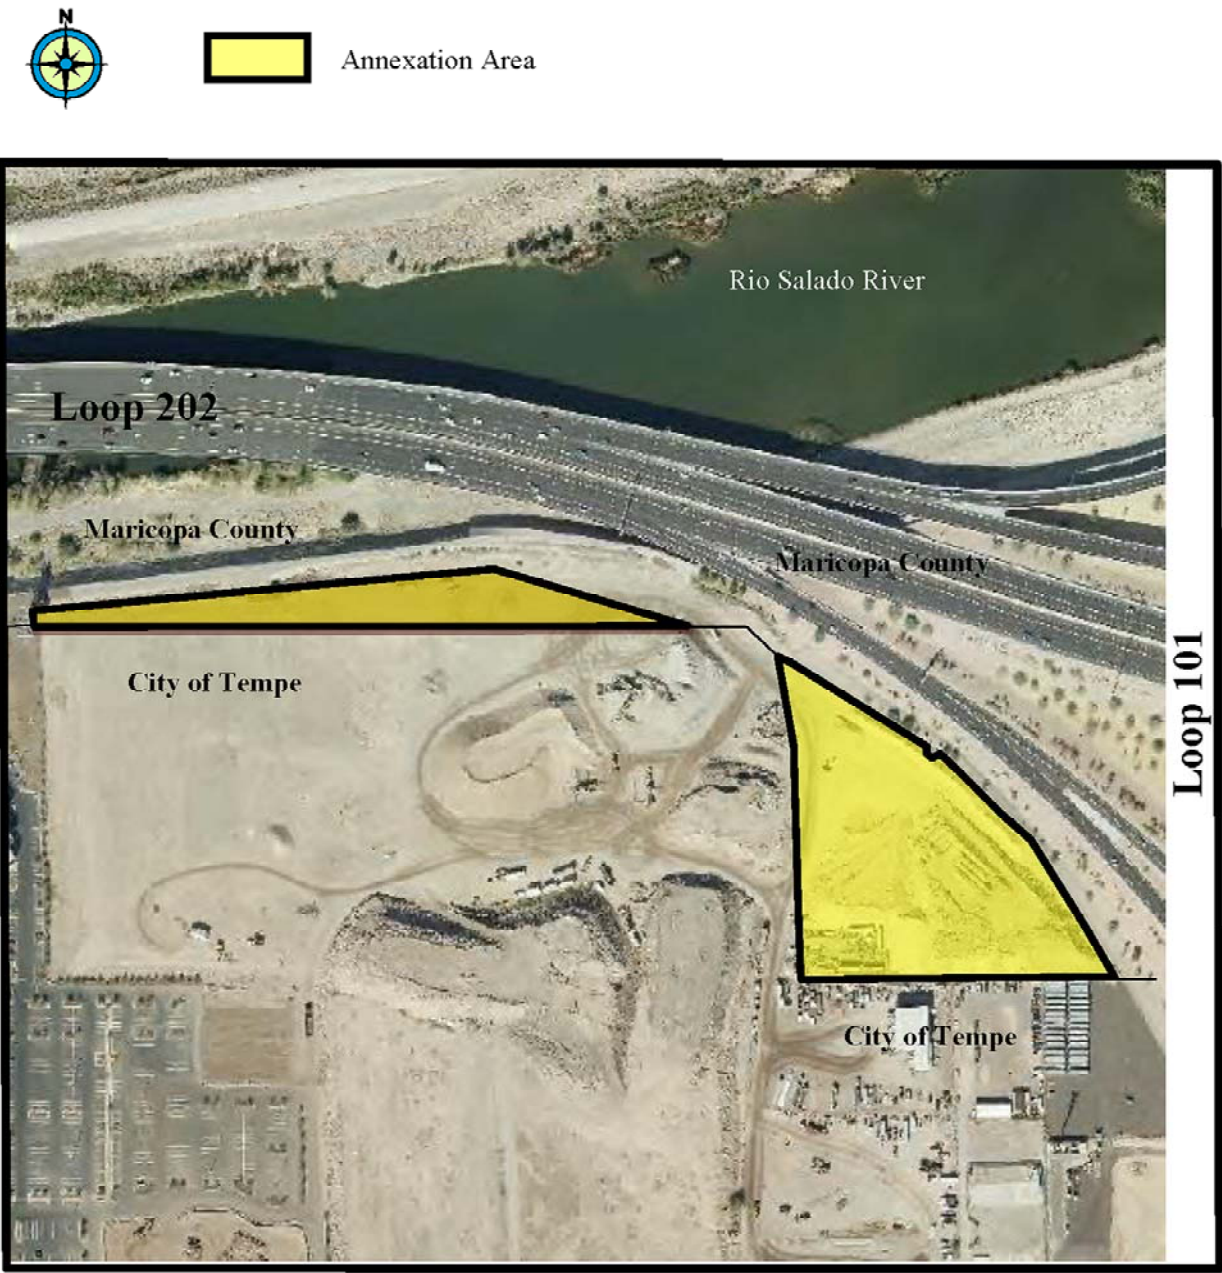 N
Annexation Area
Rio Salado River
Loop 202
Maricopa County
Maricopa County
City of Tempe
Loop 101
City of Tempe